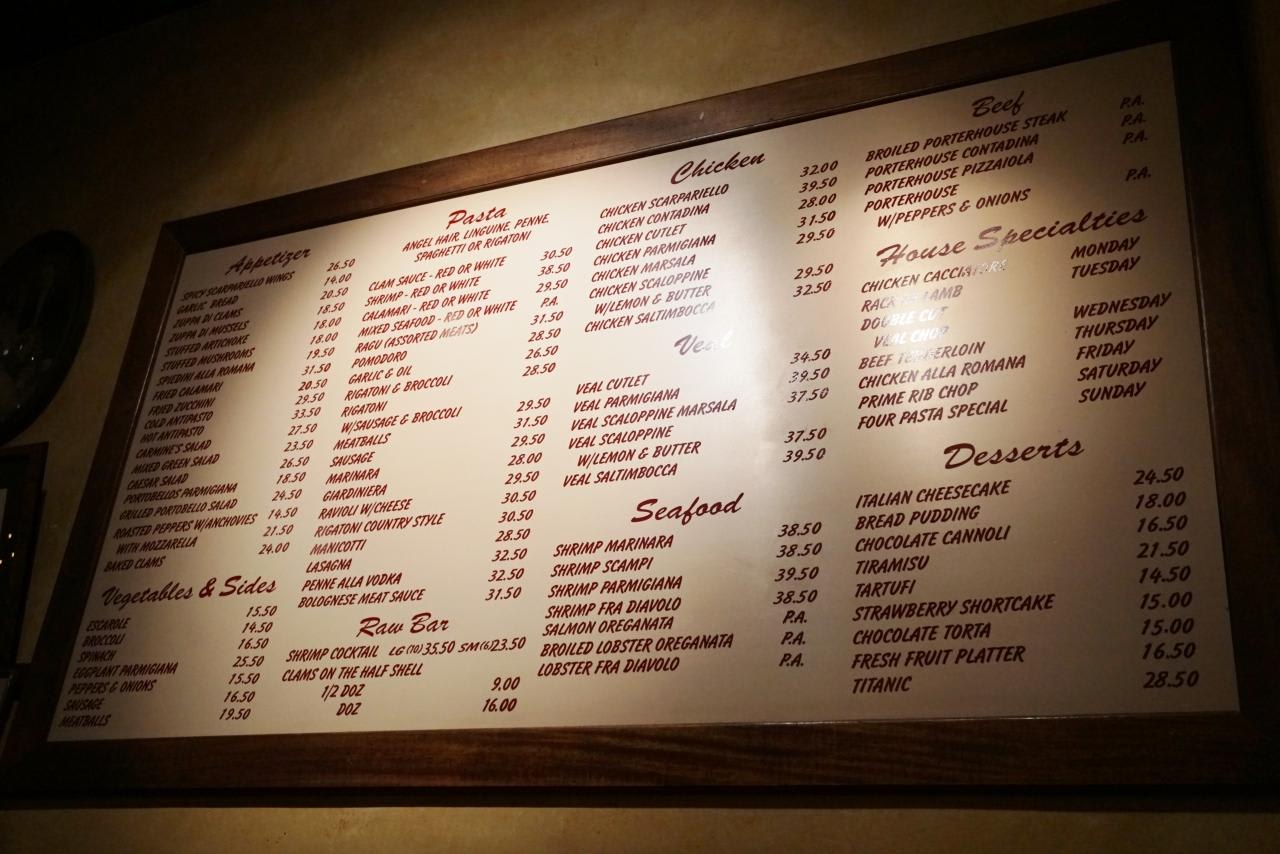 Appetizer
SPICY SCARPARIELLO WINGS 26.50
GARLIC BREAD 14.00
ZUPPA DI CLAMS 20.50
ZUPPA DI MUSSELS 18.50
STUFFED ARTICHOKE 18.00
STUFFED MUSHROOMS 18.00
SPIEDINI ALLA ROMANA 19.50
FRIED CALAMARI 31.50
FRIED ZUCCHINI 20.50
COLD ANTIPASTO 29.50
HOT ANTIPASTO 33.50
CARMINE'S SALAD 27.50
MIXED GREEN SALAD 23.50
CAESAR SALAD 26.50
PORTOBELLOS PARMIGIANA 18.50
GRILLED PORTOBELLO SALAD 24.50
ROASTED PEPPERS W/ANCHOVIES 14.50
WITH MOZZARELLA 21.50
BAKED CLAMS 24.00
Vegetables & Sides
ESCAROLE 15.50
BROCCOLI 14.50
SPINACH 16.50
EGGPLANT PARMIGIANA 25.50
PEPPERS & ONIONS 15.50
SAUSAGE 16.50
MEATBALLS 19.50
Pasta
ANGEL HAIR, LINGUINE, PENNE,
SPAGHETTI OR RIGATONI
CLAM SAUCE - RED OR WHITE 30.50
SHRIMP - RED OR WHITE 38.50
CALAMARI - RED OR WHITE 29.50
MIXED SEAFOOD - RED OR WHITE P.A.
RAGU (ASSORTED MEATS) 31.50
POMODORO 28.50
GARLIC & OIL 26.50
RIGATONI & BROCCOLI 28.50
RIGATONI
W/SAUSAGE & BROCCOLI 29.50
MEATBALLS 31.50
SAUSAGE 29.50
MARINARA 28.00
GIARDINIERA 29.50
RAVIOLI W/CHEESE 30.50
RIGATONI COUNTRY STYLE 30.50
MANICOTTI 28.50
LASAGNA 32.50
PENNE ALLA VODKA 32.50
BOLOGNESE MEAT SAUCE 31.50
Raw Bar
SHRIMP COCKTAIL LG (10) 35.50 SM (6) 23.50
CLAMS ON THE HALF SHELL
1/2 DOZ 9.00
DOZ 16.00
Chicken
CHICKEN SCARPARIELLO 32.00
CHICKEN CONTADINA 39.50
CHICKEN CUTLET 28.00
CHICKEN PARMIGIANA 31.50
CHICKEN MARSALA 29.50
CHICKEN SCALOPPINE
W/LEMON & BUTTER 29.50
CHICKEN SALTIMBOCCA 32.50
Veal
VEAL CUTLET 34.50
VEAL PARMIGIANA 39.50
VEAL SCALOPPINE MARSALA 37.50
VEAL SCALOPPINE
W/LEMON & BUTTER 37.50
VEAL SALTIMBOCCA 39.50
Seafood
SHRIMP MARINARA 38.50
SHRIMP SCAMPI 38.50
SHRIMP PARMIGIANA 39.50
SHRIMP FRA DIAVOLO 38.50
SALMON OREGANATA P.A.
BROILED LOBSTER OREGANATA P.A.
LOBSTER FRA DIAVOLO P.A.
Beef
BROILED PORTERHOUSE STEAK P.A.
PORTERHOUSE CONTADINA P.A.
PORTERHOUSE PIZZAIOLA P.A.
PORTERHOUSE
W/PEPPERS & ONIONS P.A.
House Specialties
CHICKEN CACCIATORE MONDAY
RACK OF LAMB TUESDAY
DOUBLE CUT
VEAL CHOP WEDNESDAY
BEEF TENDERLOIN THURSDAY
CHICKEN ALLA ROMANA FRIDAY
PRIME RIB CHOP SATURDAY
FOUR PASTA SPECIAL SUNDAY
Desserts
ITALIAN CHEESECAKE 24.50
BREAD PUDDING 18.00
CHOCOLATE CANNOLI 16.50
TIRAMISU 21.50
TARTUFI 14.50
STRAWBERRY SHORTCAKE 15.00
CHOCOLATE TORTA 15.00
FRESH FRUIT PLATTER 16.50
TITANIC 28.50